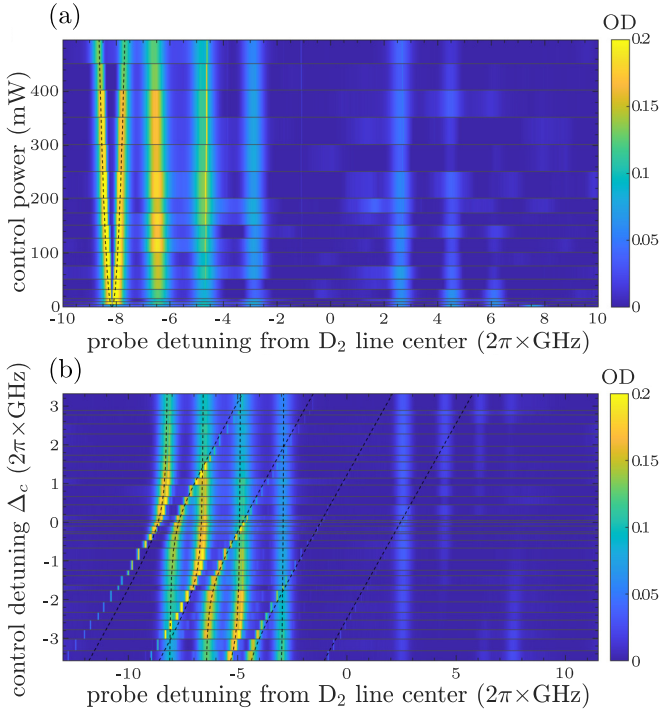 (a)
OD
control power (mW)
400
300
200
100
0
-10 -8 -6 -4 -2 0 2 4 6 8 10
probe detuning from D₂ line center (2π×GHz)
0.2
0.15
0.1
0.05
0
(b)
OD
control detuning Δ_c (2π×GHz)
3
2
1
0
-1
-2
-3
-10 -5 0 5 10
probe detuning from D₂ line center (2π×GHz)
0.2
0.15
0.1
0.05
0